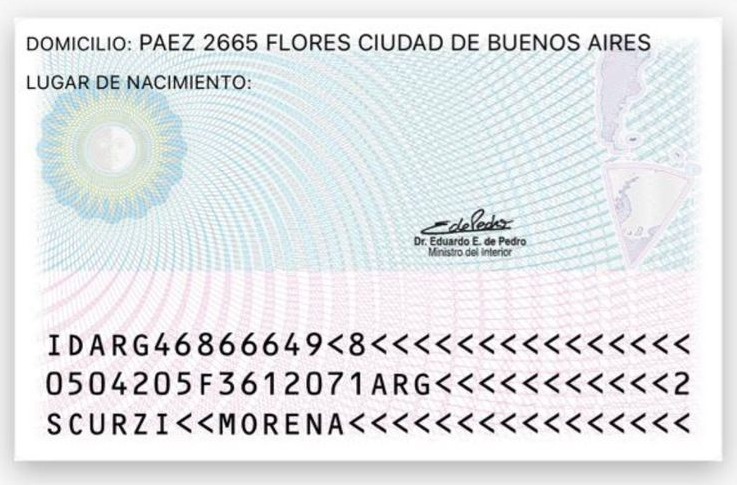 DOMICILIO: PAEZ 2665 FLORES CIUDAD DE BUENOS AIRES
LUGAR DE NACIMIENTO:
Dr. Eduardo E. de Pedro
Ministro del Interior
IDARG46866649<8<<<<<<<<<<<<<<<
0504205F3612071ARG<<<<<<<<<<<2
SCURZI<<MORENA<<<<<<<<<<<<<<<<